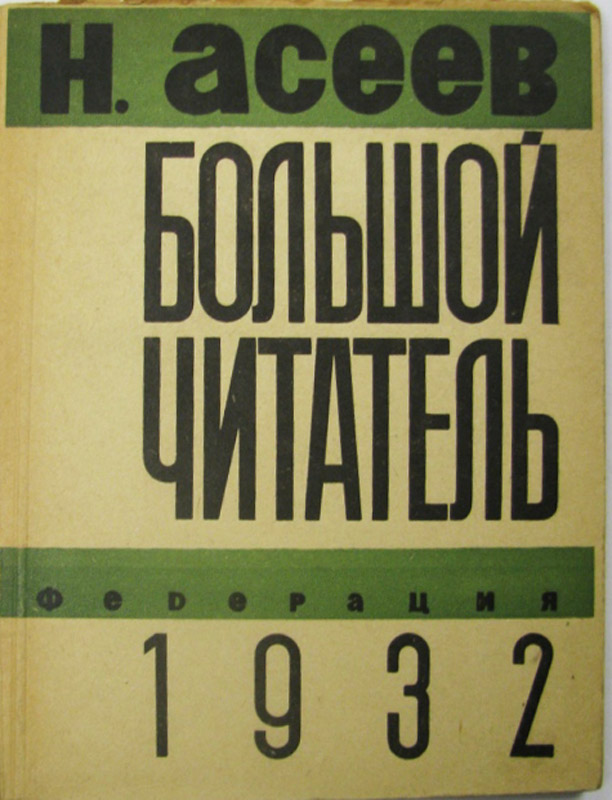 н. асеев
БОЛЬШОЙ
ЧИТАТЕЛЬ
Федерация
1932